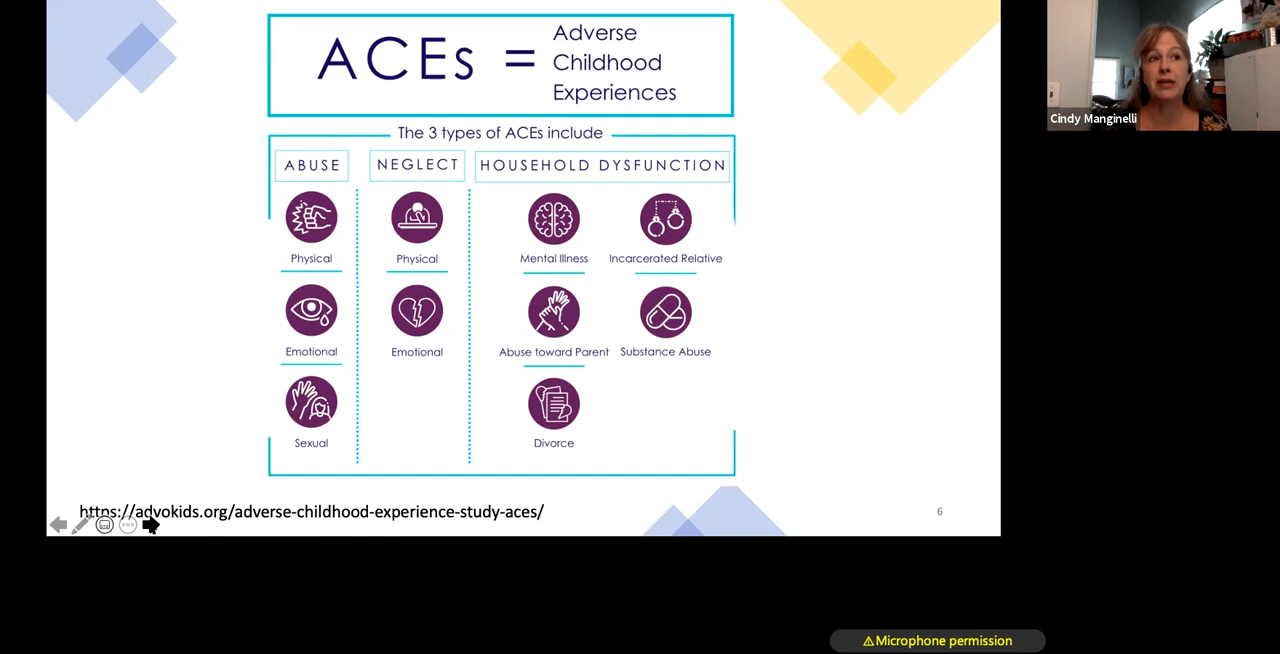 ACEs =
Adverse
Childhood
Experiences
The 3 types of ACEs include
ABUSE
NEGLECT
HOUSEHOLD DYSFUNCTION
Physical
Physical
Mental Illness
Incarcerated Relative
Emotional
Emotional
Abuse toward Parent
Substance Abuse
Sexual
Divorce
https://advokids.org/adverse-childhood-experience-study-aces/
6
Cindy Manginelli
⚠Microphone permission